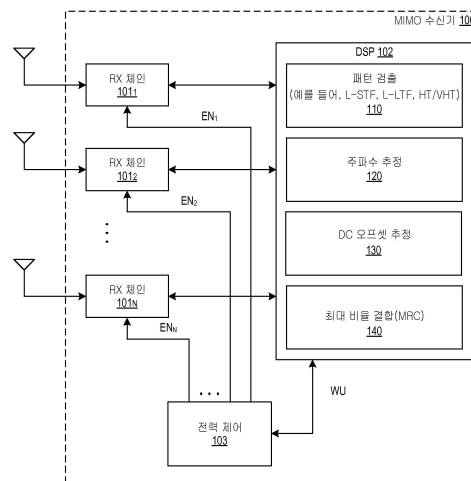 MIMO 수신기 100
DSP 102
RX 체인
101₁
패턴 검출
(예를 들어, L-STF, L-LTF, HT/VHT)
110
EN₁
RX 체인
101₂
주파수 추정
120
EN₂
DC 오프셋 추정
130
RX 체인
101N
최대 비율 결합(MRC)
140
ENN
WU
전력 제어
103